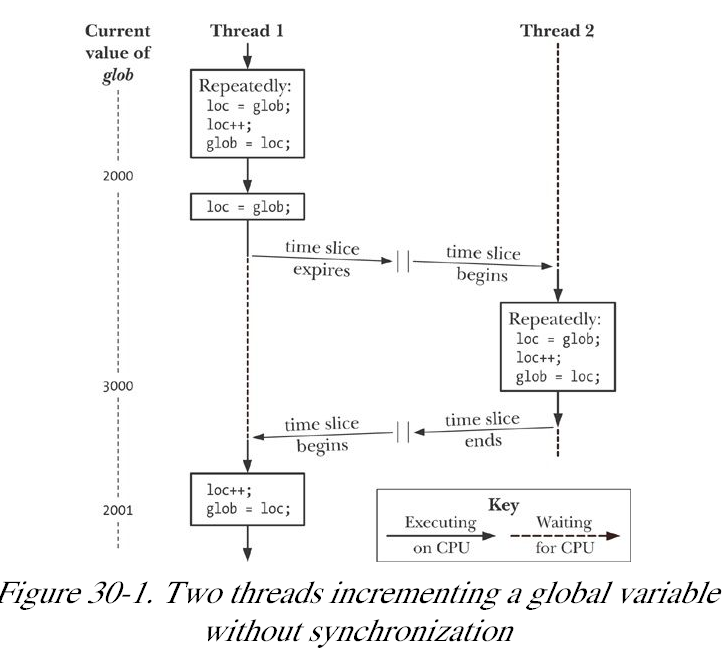 Current
value of
glob
Thread 1
Thread 2
Repeatedly:
loc = glob;
loc++;
glob = loc;
2000
loc = glob;
time slice
expires
time slice
begins
Repeatedly:
loc = glob;
loc++;
glob = loc;
3000
time slice
begins
time slice
ends
loc++;
glob = loc;
2001
Key
Executing
on CPU
Waiting
for CPU
Figure 30-1. Two threads incrementing a global variable
without synchronization